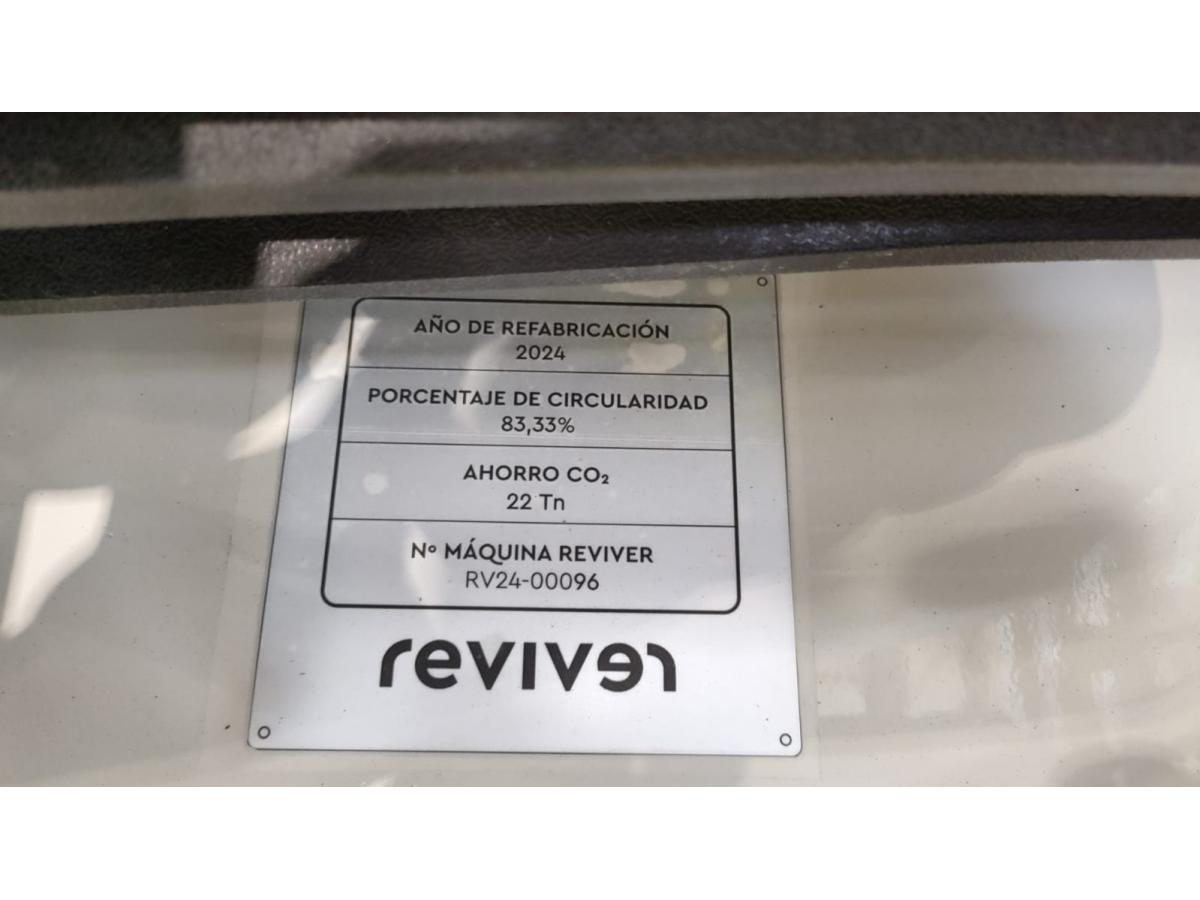 AÑO DE REFABRICACIÓN
2024
PORCENTAJE DE CIRCULARIDAD
83,33%
AHORRO CO₂
22 Tn
Nº MÁQUINA REVIVER
RV24-00096
reviver